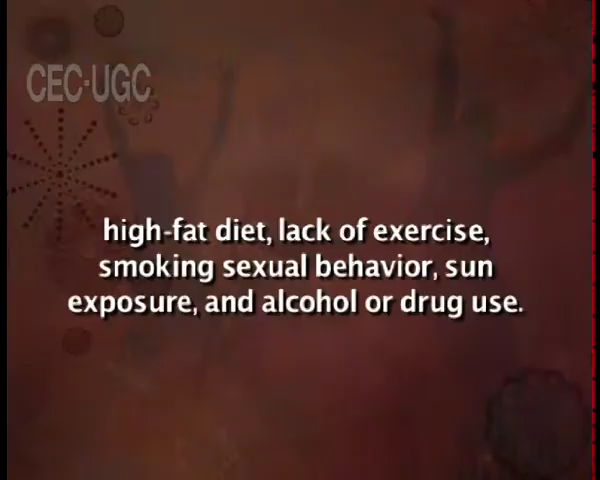 CEC-UGC
high-fat diet, lack of exercise,
smoking sexual behavior, sun
exposure, and alcohol or drug use.